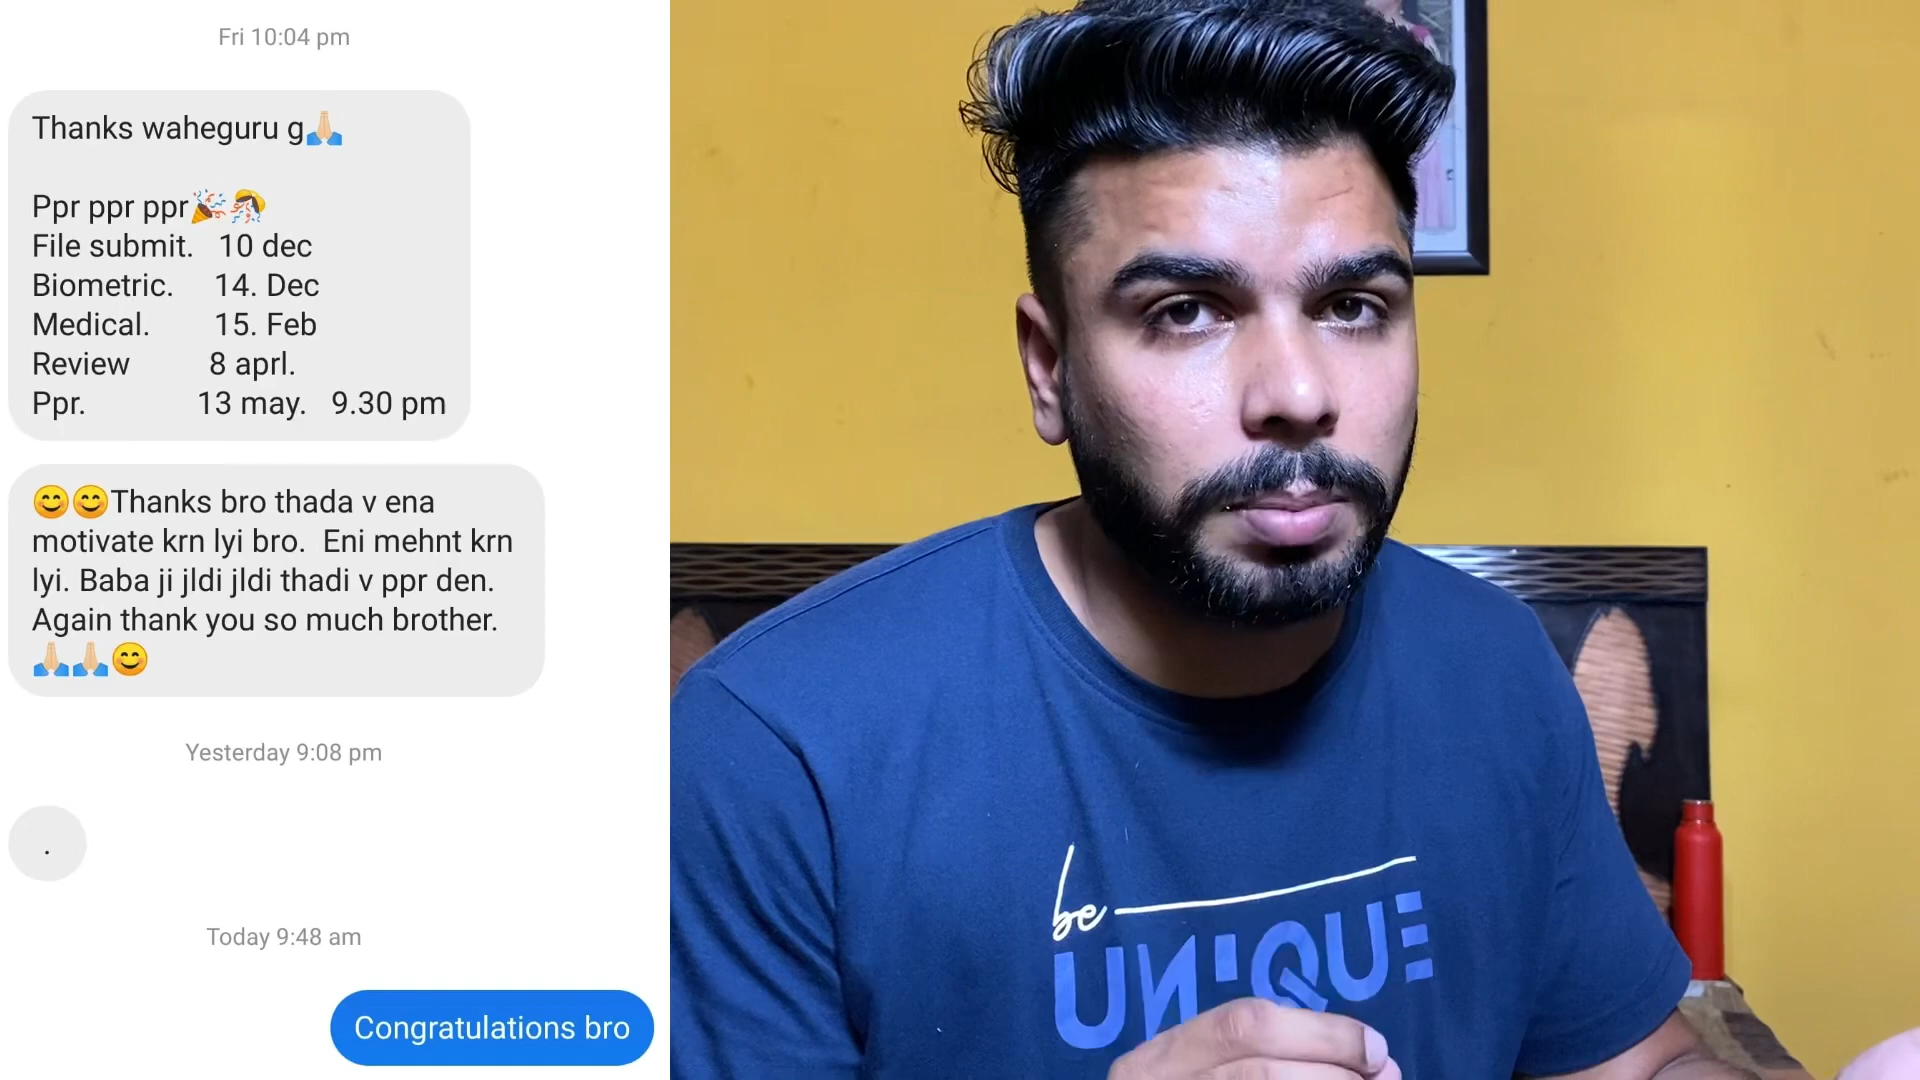 Fri 10:04 pm
Thanks waheguru g🙏🏼
Ppr ppr ppr🎉🎊
File submit. 10 dec
Biometric. 14. Dec
Medical. 15. Feb
Review 8 aprl.
Ppr. 13 may. 9.30 pm
😊😊Thanks bro thada v ena
motivate krn lyi bro. Eni mehnt krn
lyi. Baba ji jldi jldi thadi v ppr den.
Again thank you so much brother.
🙏🏼🙏🏼😊
Yesterday 9:08 pm
.
Today 9:48 am
Congratulations bro
be
UNIQUE